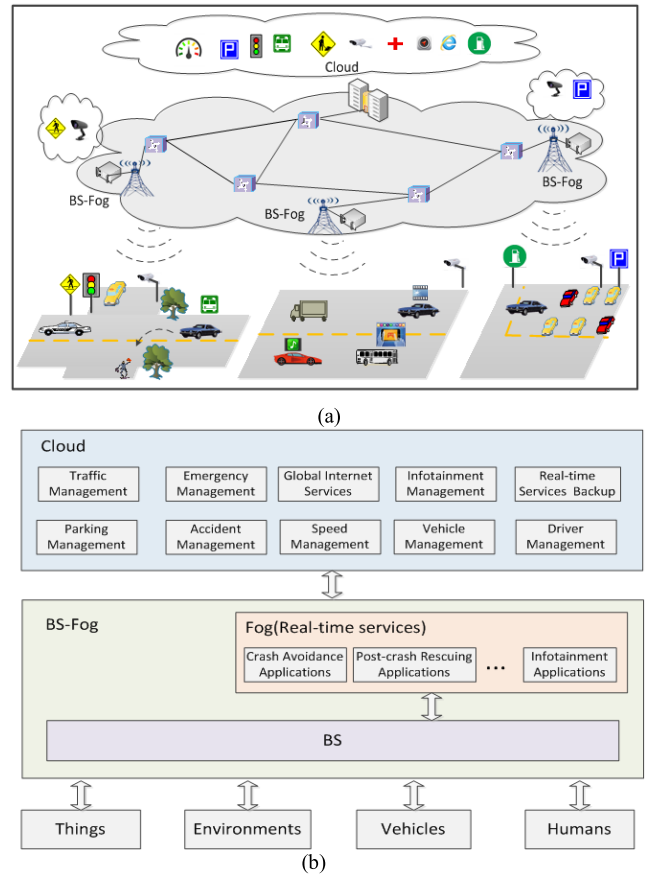 P
Cloud
P
BS-Fog
BS-Fog
BS-Fog
P
(a)
Cloud
Traffic
Management
Emergency
Management
Global Internet
Services
Infotainment
Management
Real-time
Services Backup
Parking
Management
Accident
Management
Speed
Management
Vehicle
Management
Driver
Management
BS-Fog
Fog(Real-time services)
Crash Avoidance
Applications
Post-crash Rescuing
Applications
...
Infotainment
Applications
BS
Things
Environments
Vehicles
Humans
(b)